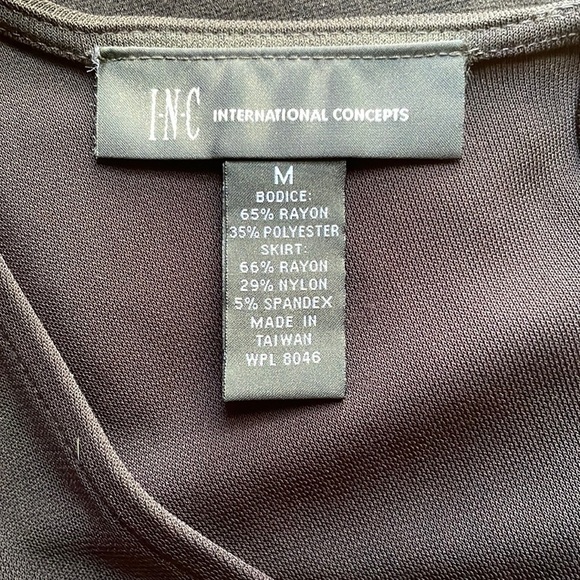 I·N·C INTERNATIONAL CONCEPTS
M
BODICE:
65% RAYON
35% POLYESTER
SKIRT:
66% RAYON
29% NYLON
5% SPANDEX
MADE IN
TAIWAN
WPL 8046